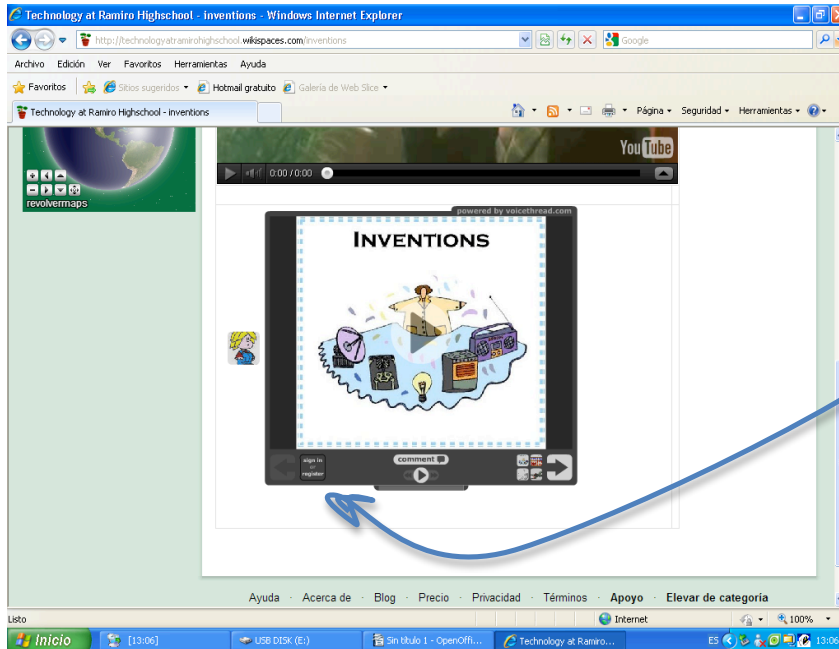 Technology at Ramiro Highschool - inventions - Windows Internet Explorer
http://technologyatramirohighschool.wikispaces.com/inventions
Google
Archivo Edición Ver Favoritos Herramientas Ayuda
Favoritos Sitios sugeridos Hotmail gratuito Galería de Web Slice
Technology at Ramiro Highschool - inventions Página Seguridad Herramientas
You Tube
0:00 / 0:00
revolvermaps
powered by voicethread.com
INVENTIONS
sign in
or
register
comment
Ayuda · Acerca de · Blog · Precio · Privacidad · Términos · Apoyo · Elevar de categoría
Listo Internet 100%
Inicio [13:06] USB DISK (E:) Sin título 1 - OpenOffi... Technology at Ramiro... ES 13:06